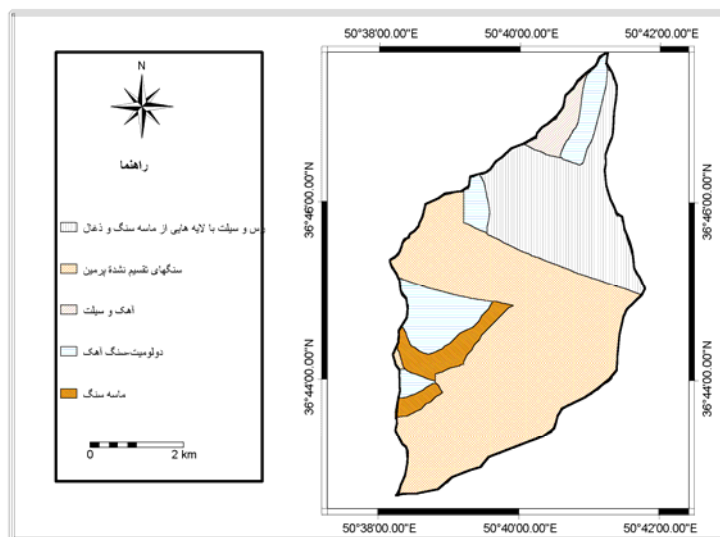 N
راهنما
و سیلت با لایه هایی از ماسه سنگ و ذغال
سنگهای تقسیم نشدۀ پرمین
آهک و سیلت
دولومیت-سنگ آهک
ماسه سنگ
0 2 km
50°38'00.00"E 50°40'00.00"E 50°42'00.00"E
36°46'00.00"N 36°46'00.00"N
36°44'00.00"N 36°44'00.00"N
50°38'00.00"E 50°40'00.00"E 50°42'00.00"E